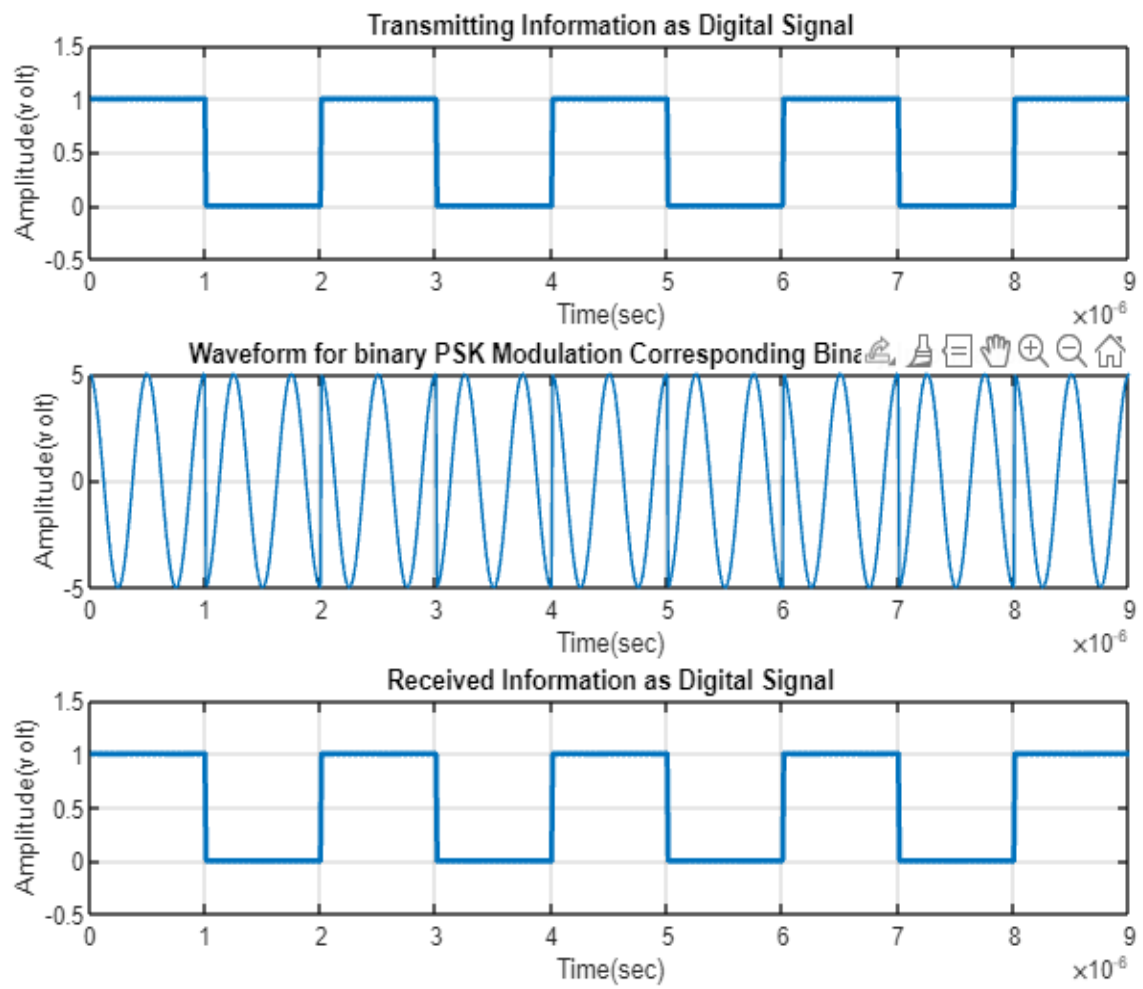 Transmitting Information as Digital Signal
1.5
1
0.5
0
-0.5
Amplitude(volt)
0 1 2 3 4 5 6 7 8 9
Time(sec)
×10-6
Waveform for binary PSK Modulation Corresponding Bina
5
0
-5
Amplitude(volt)
0 1 2 3 4 5 6 7 8 9
Time(sec)
×10-6
Received Information as Digital Signal
1.5
1
0.5
0
-0.5
Amplitude(volt)
0 1 2 3 4 5 6 7 8 9
Time(sec)
×10-6